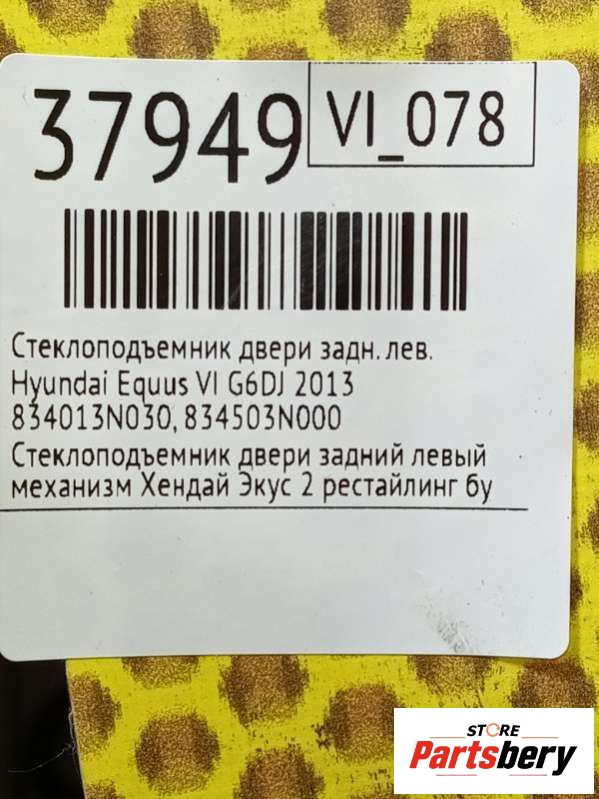 37949
VI_078
Стеклоподъемник двери задн. лев.
Hyundai Equus VI G6DJ 2013
834013N030, 834503N000
Стеклоподъемник двери задний левый
механизм Хендай Экус 2 рестайлинг бу
STORE
Partsbery